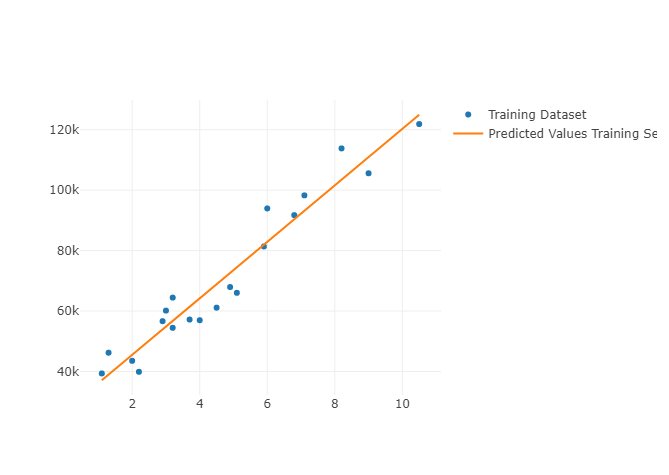 Training Dataset
Predicted Values Training Se
120k
100k
80k
60k
40k
2 4 6 8 10